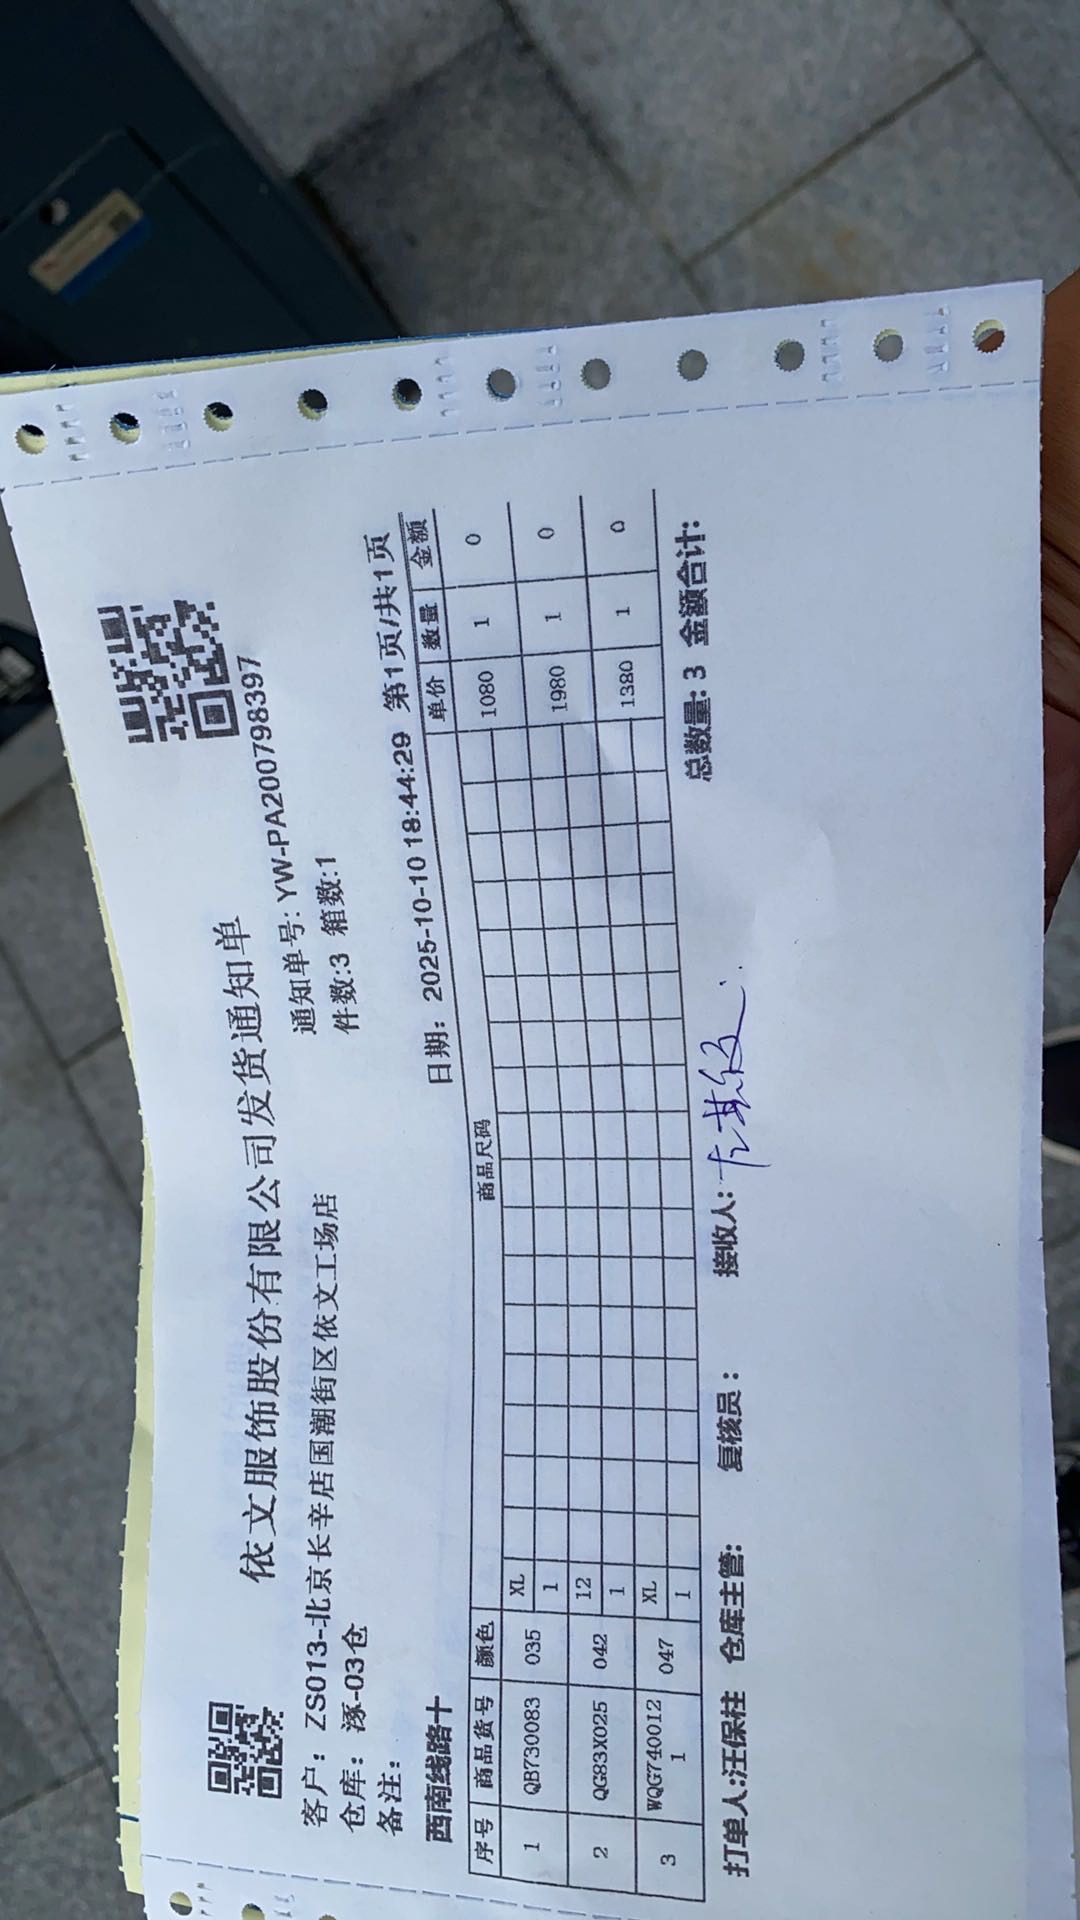 依文服饰股份有限公司发货通知单
客户：ZS013-北京长辛店国潮街区依文工场店
通知单号：YW-PA200798397
仓库：涿-03仓
件数:3 箱数:1
备注：
西南线路十
日期：2025-10-10 18:44:29 第1页/共1页
序号 商品货号 颜色 商品尺码 单价 数量 金额
XL
1 QB730083 035 1 1080 1 0
12
2 QG83X025 042 1 1980 1 0
XL
3 WQG7400121 047 1 1380 1 0
总数量: 3 金额合计:
打单人:汪保柱 仓库主管: 复核员： 接收人: